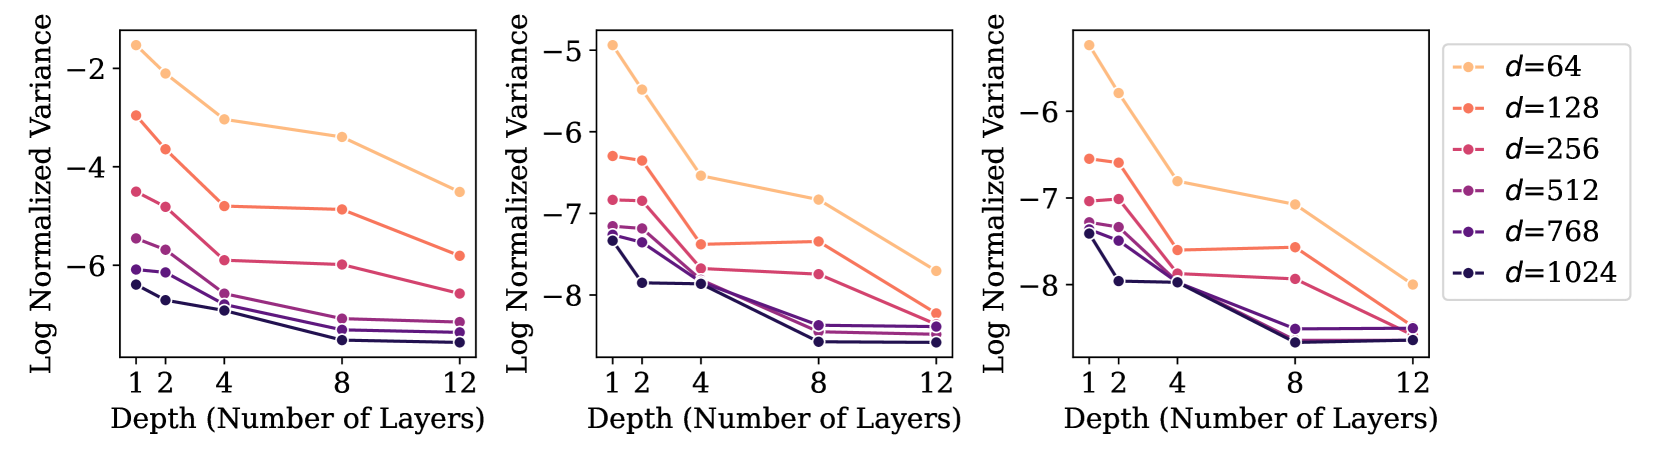 Log Normalized Variance
−2
−4
−6
1 2 4 8 12
Depth (Number of Layers)
Log Normalized Variance
−5
−6
−7
−8
1 2 4 8 12
Depth (Number of Layers)
Log Normalized Variance
−6
−7
−8
1 2 4 8 12
Depth (Number of Layers)
d=64
d=128
d=256
d=512
d=768
d=1024